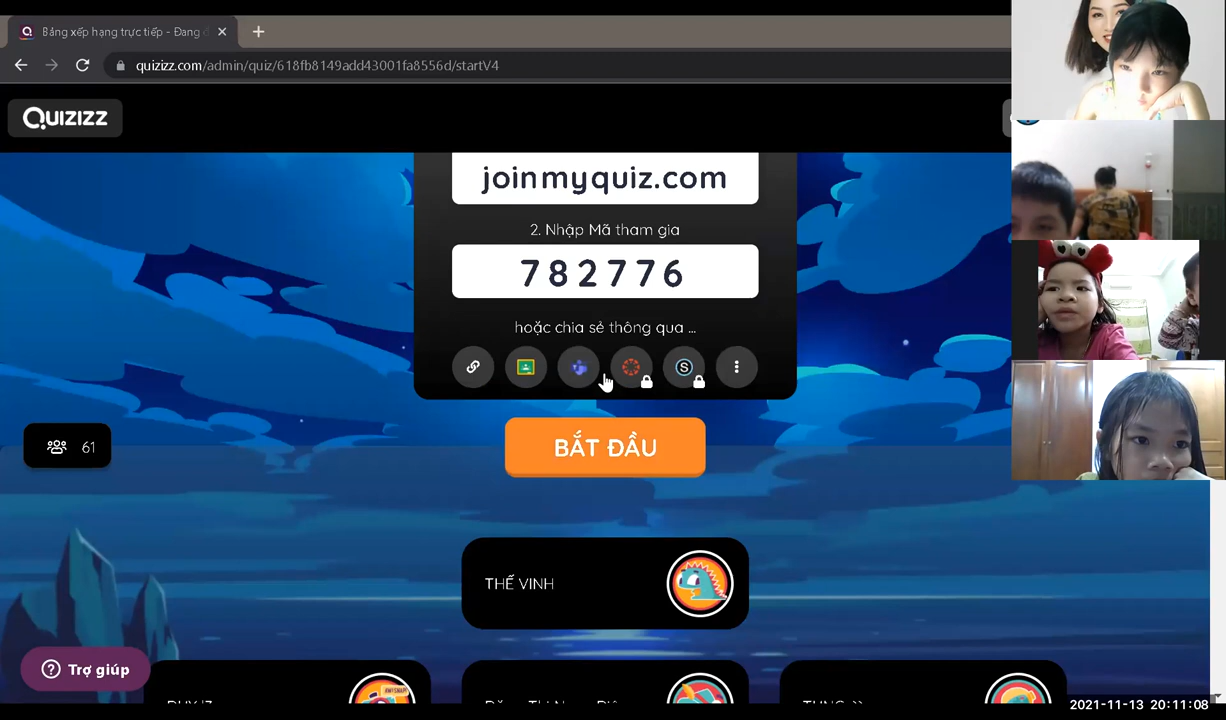 Bảng xếp hạng trực tiếp - Đang
quizizz.com/admin/quiz/618fb8149add43001fa8556d/startV4
QUIZIZZ
joinmyquiz.com
2. Nhập Mã tham gia
782776
hoặc chia sẻ thông qua ...
S
61
BẮT ĐẦU
THẾ VINH
Trợ giúp
2021-11-13 20:11:08